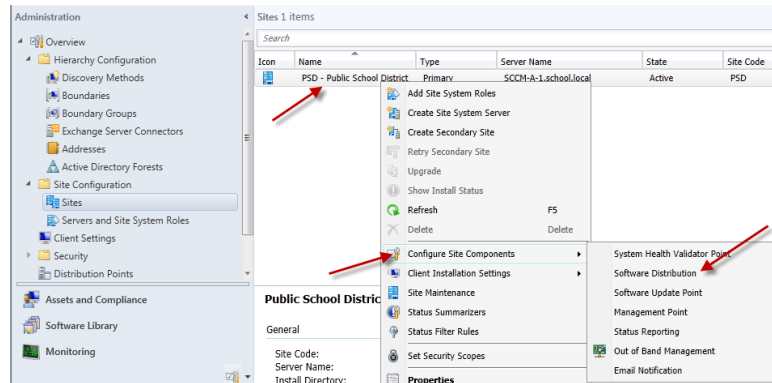 Administration
Overview
Hierarchy Configuration
Discovery Methods
Boundaries
Boundary Groups
Exchange Server Connectors
Addresses
Active Directory Forests
Site Configuration
Sites
Servers and Site System Roles
Client Settings
Security
Distribution Points
Assets and Compliance
Software Library
Monitoring
Sites 1 items
Search
Icon Name Type Server Name State Site Code
PSD - Public School District Primary SCCM-A-1.school.local Active PSD
Add Site System Roles
Create Site System Server
Create Secondary Site
Retry Secondary Site
Upgrade
Show Install Status
Refresh F5
Delete Delete
Configure Site Components
Client Installation Settings
Site Maintenance
Status Summarizers
Status Filter Rules
Set Security Scopes
Properties
System Health Validator Point
Software Distribution
Software Update Point
Management Point
Status Reporting
Out of Band Management
Email Notification
Public School Distric
General
Site Code:
Server Name:
Install Directory: